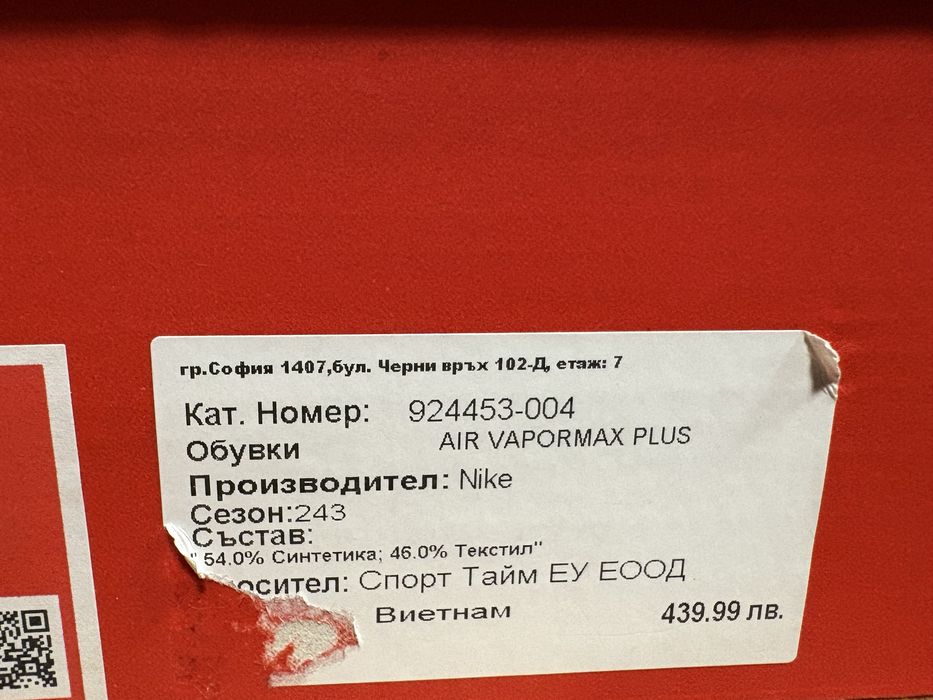 гр.София 1407,бул. Черни връх 102-Д, етаж: 7
Кат. Номер: 924453-004
Обувки AIR VAPORMAX PLUS
Производител: Nike
Сезон:243
Състав:
" 54.0% Синтетика; 46.0% Текстил"
осител: Спорт Тайм ЕУ ЕООД
Виетнам 439.99 лв.